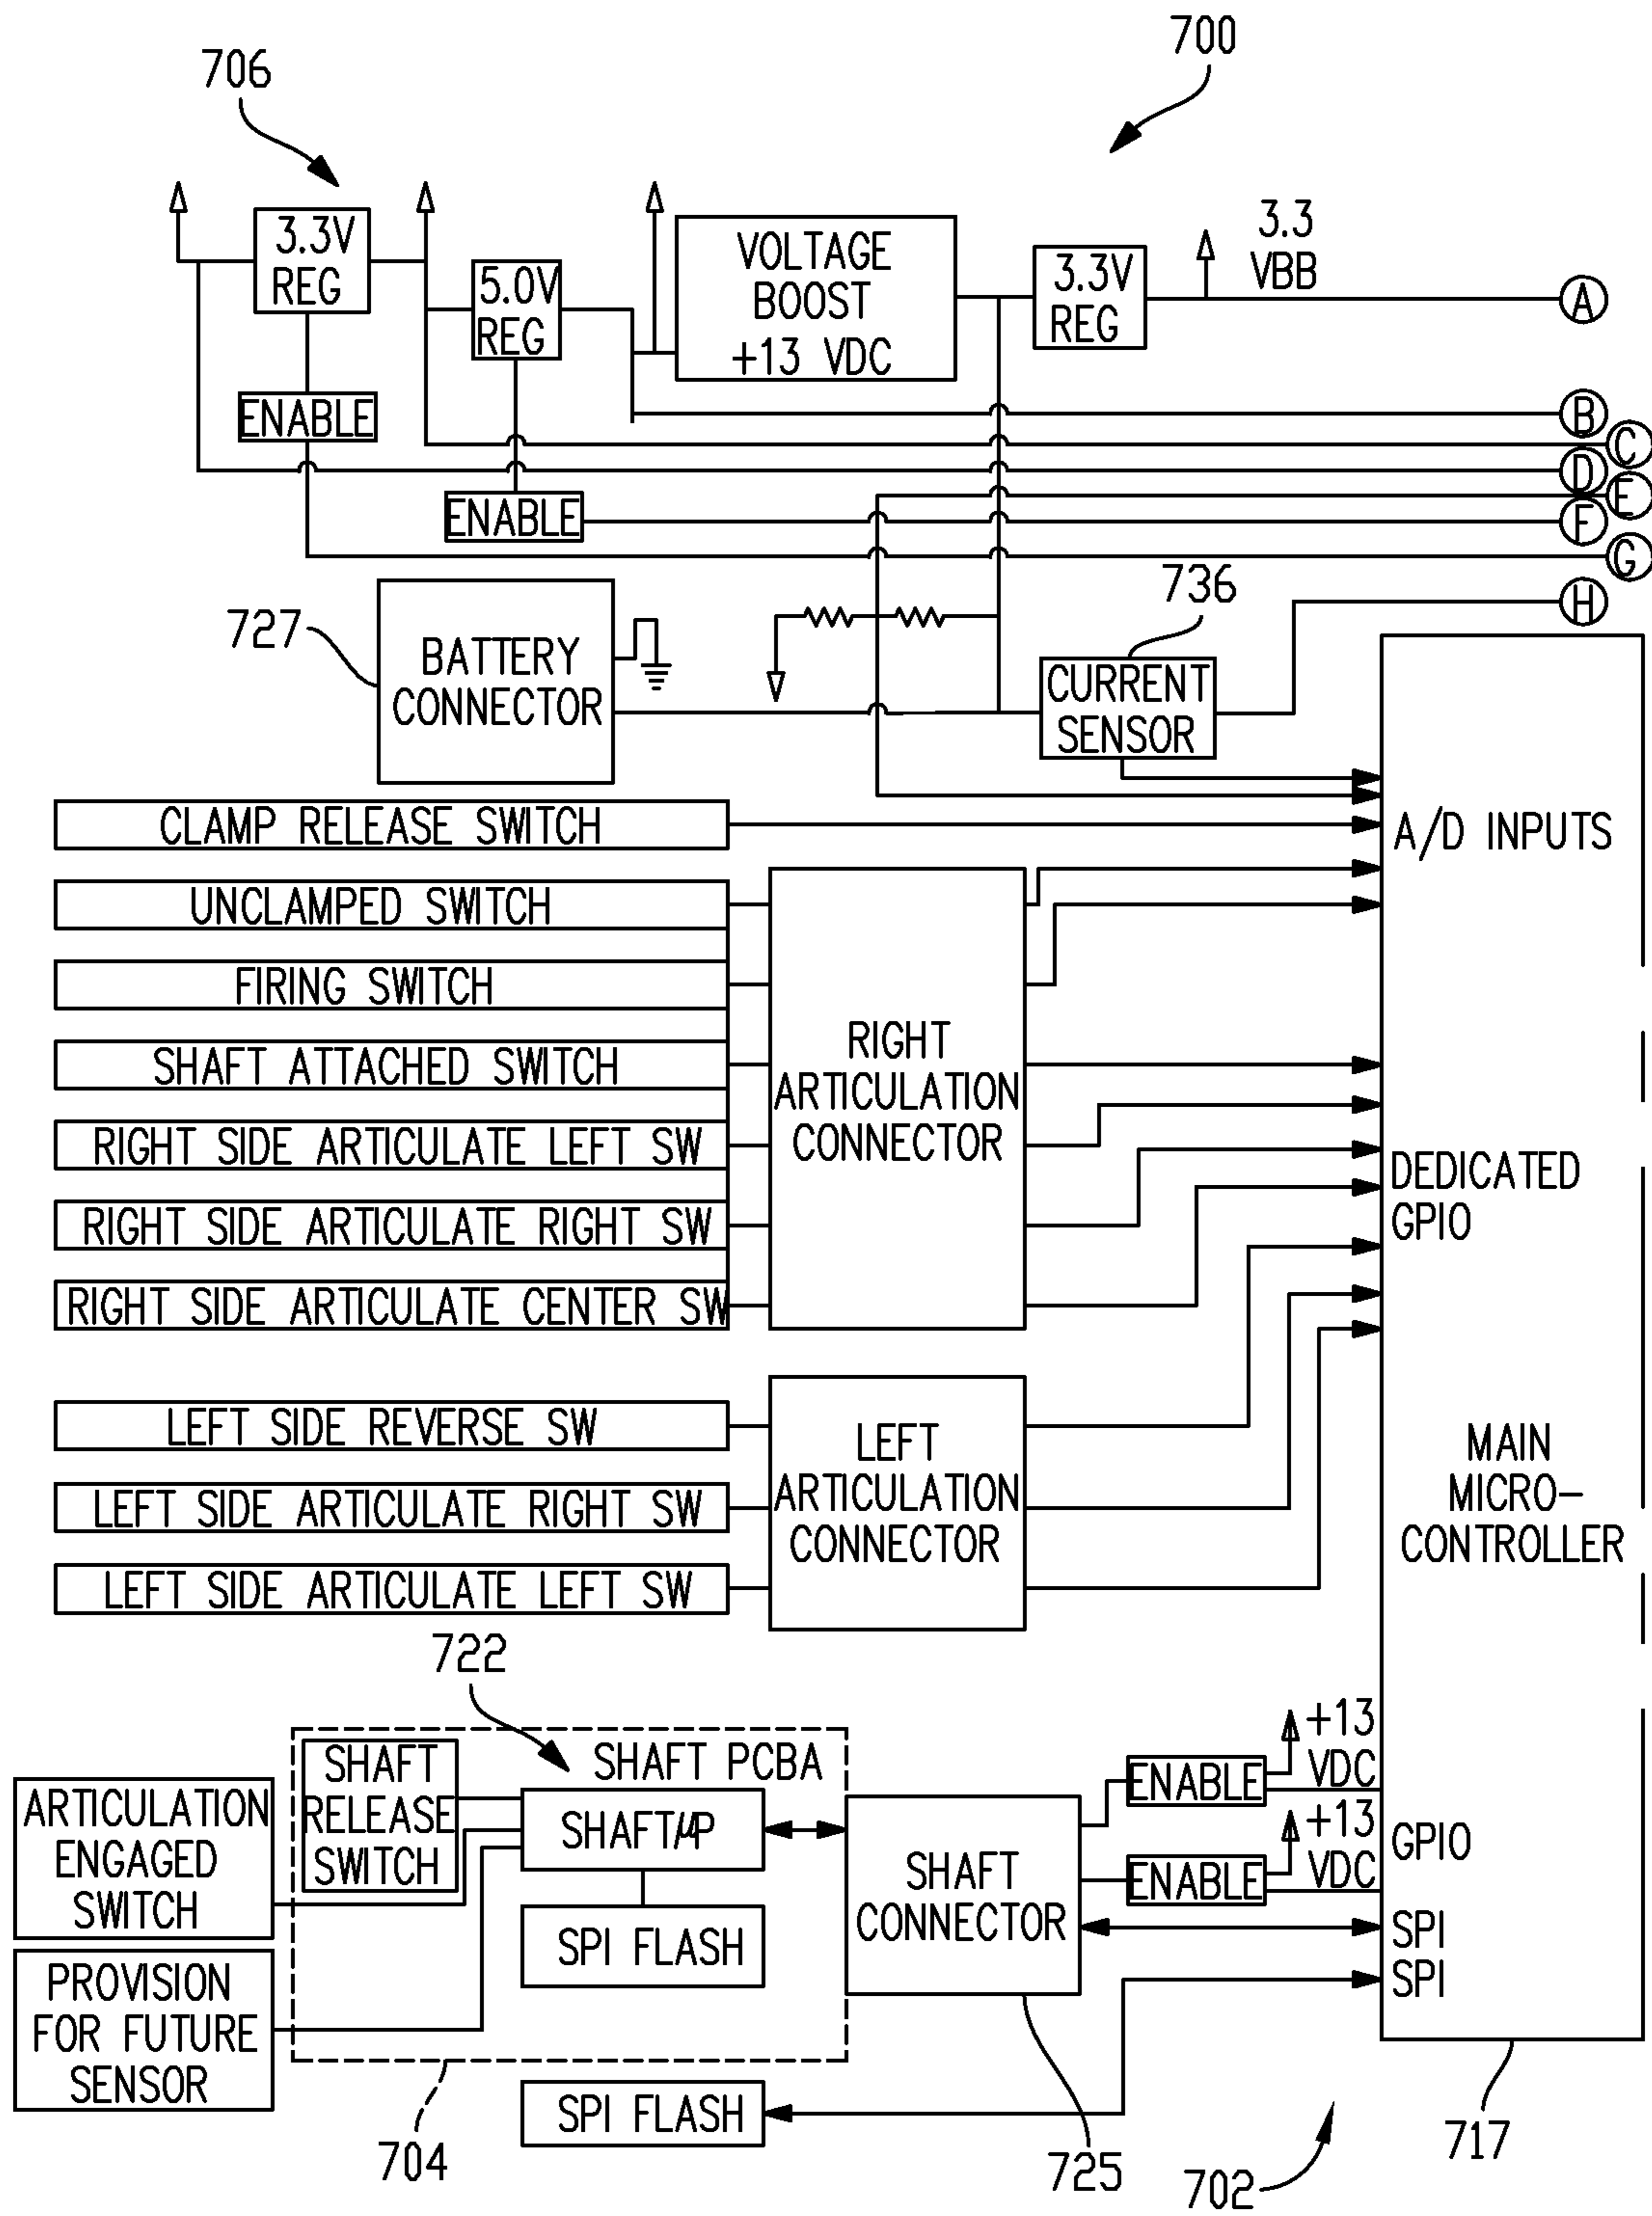 700
706
3.3V
REG
5.0V
REG
VOLTAGE
BOOST
+13 VDC
3.3V
REG
3.3
VBB
A
ENABLE
B
C
D
E
ENABLE
F
G
736
H
727
BATTERY
CONNECTOR
CURRENT
SENSOR
CLAMP RELEASE SWITCH
A/D INPUTS
UNCLAMPED SWITCH
FIRING SWITCH
SHAFT ATTACHED SWITCH
RIGHT SIDE ARTICULATE LEFT SW
RIGHT SIDE ARTICULATE RIGHT SW
RIGHT SIDE ARTICULATE CENTER SW
RIGHT
ARTICULATION
CONNECTOR
DEDICATED
GPIO
LEFT SIDE REVERSE SW
LEFT SIDE ARTICULATE RIGHT SW
LEFT SIDE ARTICULATE LEFT SW
LEFT
ARTICULATION
CONNECTOR
MAIN
MICRO-
CONTROLLER
722
SHAFT
RELEASE
SWITCH
SHAFT PCBA
ARTICULATION
ENGAGED
SWITCH
SHAFTμP
SPI FLASH
PROVISION
FOR FUTURE
SENSOR
SHAFT
CONNECTOR
ENABLE
+13
VDC
ENABLE
+13
VDC
GPIO
SPI
SPI
SPI FLASH
704
725
702
717